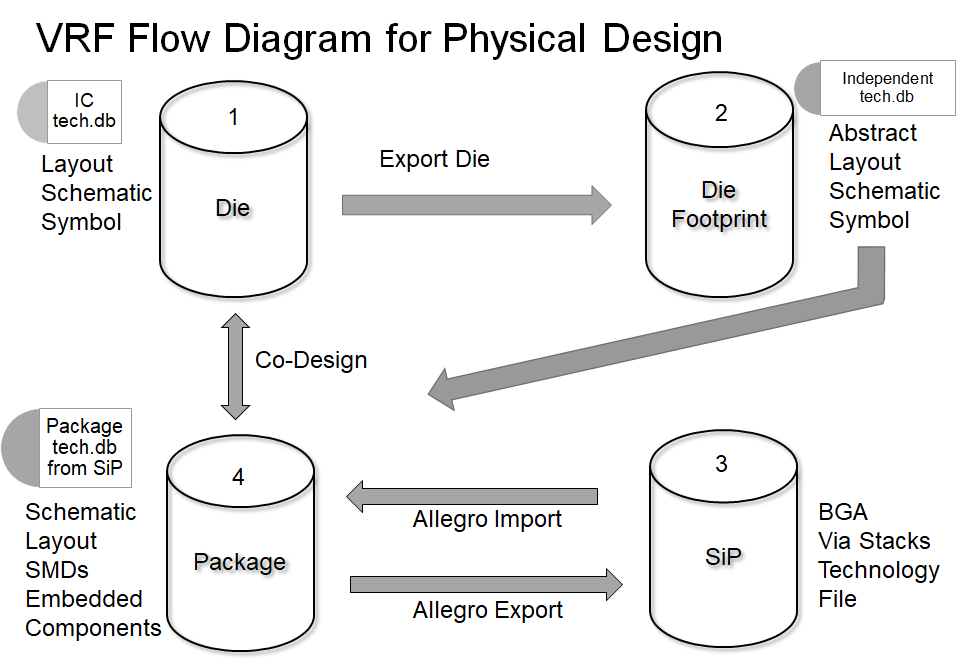 VRF Flow Diagram for Physical Design
IC
tech.db
Layout
Schematic
Symbol
1
Die
Export Die
2
Die
Footprint
Independent
tech.db
Abstract
Layout
Schematic
Symbol
Co-Design
Package
tech.db
from SiP
Schematic
Layout
SMDs
Embedded
Components
4
Package
Allegro Import
Allegro Export
3
SiP
BGA
Via Stacks
Technology
File